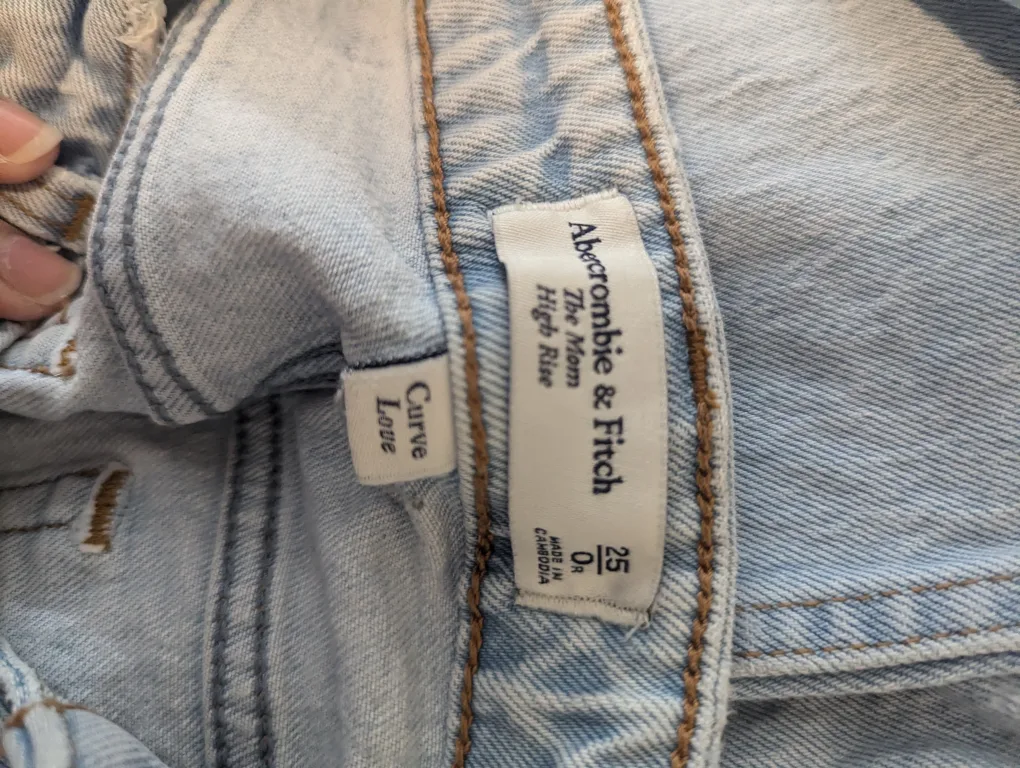 Abercrombie & Fitch
The Mom
High Rise
25
0R
MADE IN
CAMBODIA
Curve
Love